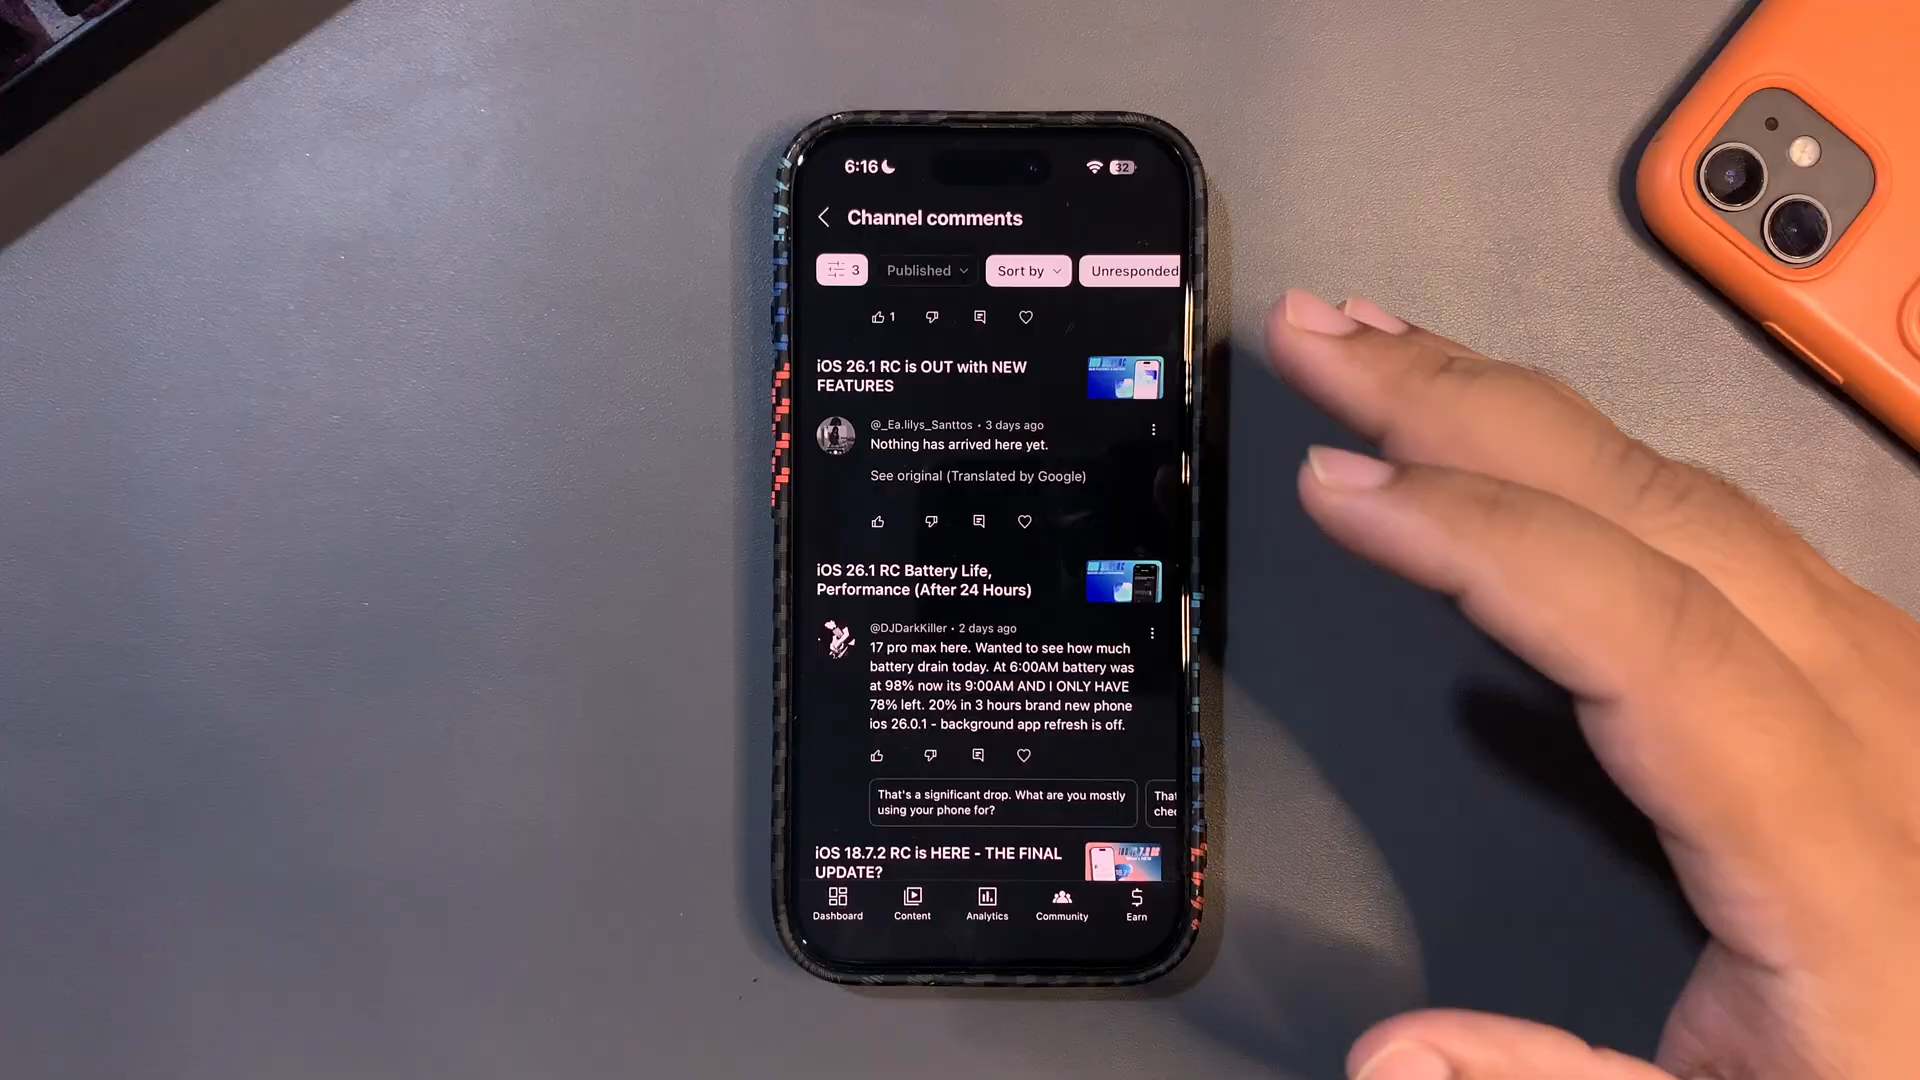 6:16
32
Channel comments
3
Published
Sort by
Unresponded
1
iOS 26.1 RC is OUT with NEW
FEATURES
@_Ea.lilys_Santtos • 3 days ago
Nothing has arrived here yet.
See original (Translated by Google)
iOS 26.1 RC Battery Life,
Performance (After 24 Hours)
@DJDarkKiller • 2 days ago
17 pro max here. Wanted to see how much
battery drain today. At 6:00AM battery was
at 98% now its 9:00AM AND I ONLY HAVE
78% left. 20% in 3 hours brand new phone
ios 26.0.1 - background app refresh is off.
That's a significant drop. What are you mostly
using your phone for?
iOS 18.7.2 RC is HERE - THE FINAL
UPDATE?
Dashboard
Content
Analytics
Community
Earn